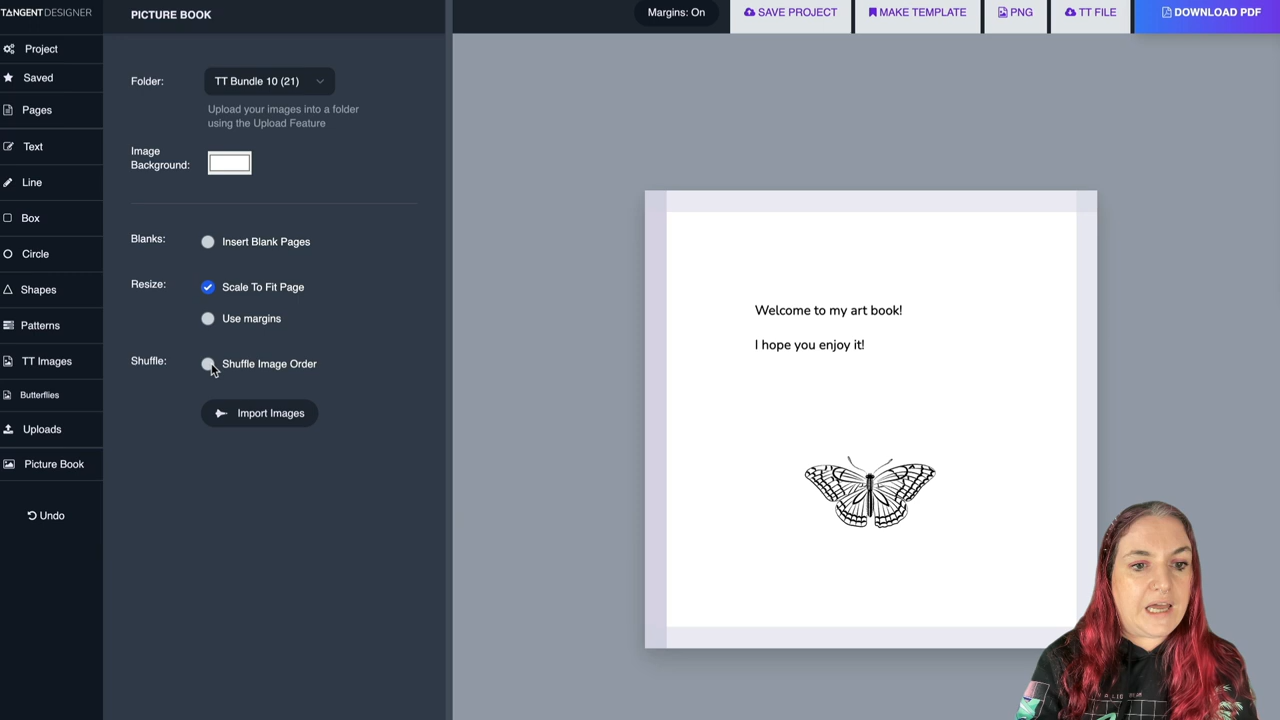 TANGENT DESIGNER
PICTURE BOOK
Margins: On
SAVE PROJECT
MAKE TEMPLATE
PNG
TT FILE
DOWNLOAD PDF
Project
Saved
Pages
Text
Line
Box
Circle
Shapes
Patterns
TT Images
Butterflies
Uploads
Picture Book
Undo
Folder:
TT Bundle 10 (21)
Upload your images into a folder
using the Upload Feature
Image
Background:
Blanks:
Insert Blank Pages
Resize:
Scale To Fit Page
Use margins
Shuffle:
Shuffle Image Order
Import Images
Welcome to my art book!
I hope you enjoy it!